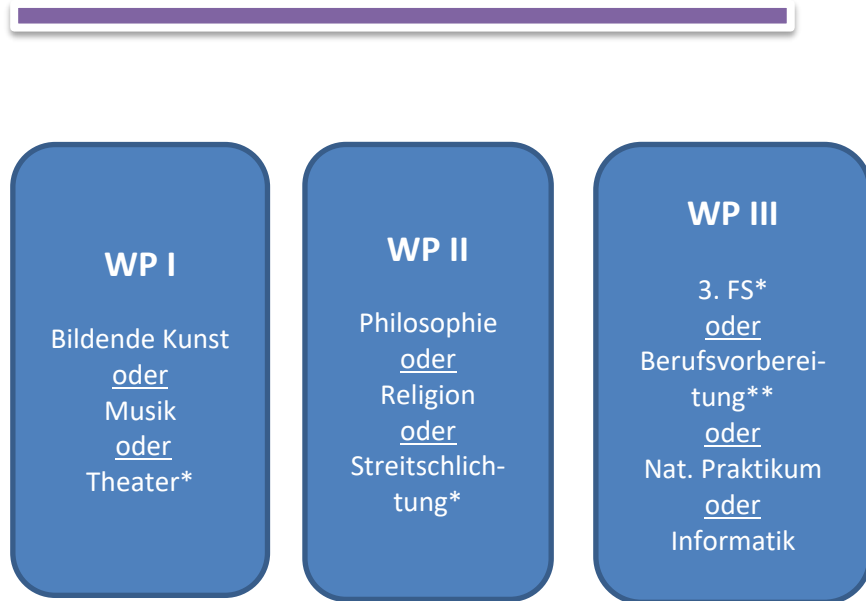 WP I
Bildende Kunst
oder
Musik
oder
Theater*
WP II
Philosophie
oder
Religion
oder
Streitschlich-
tung*
WP III
3. FS*
oder
Berufsvorberei-
tung**
oder
Nat. Praktikum
oder
Informatik